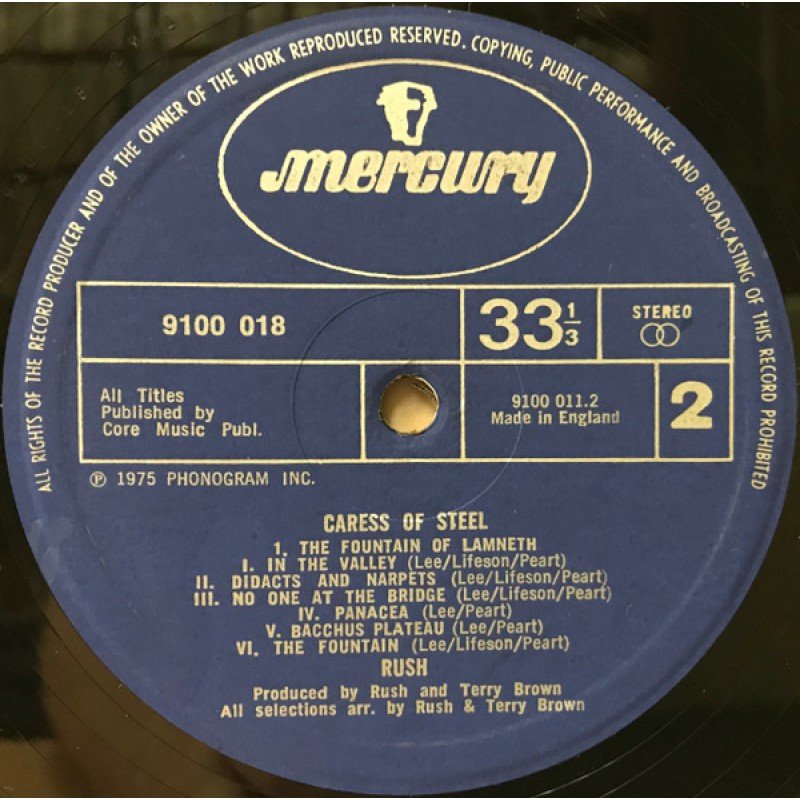 ALL RIGHTS OF THE RECORD PRODUCER AND OF THE OWNER OF THE WORK REPRODUCED RESERVED. COPYING, PUBLIC PERFORMANCE AND BROADCASTING OF THIS RECORD PROHIBITED
mercury
9100 018
33 1/3
STEREO
All Titles
Published by
Core Music Publ.
9100 011.2
Made in England
2
℗ 1975 PHONOGRAM INC.
CARESS OF STEEL
1. THE FOUNTAIN OF LAMNETH
I. IN THE VALLEY (Lee/Lifeson/Peart)
II. DIDACTS AND NARPETS (Lee/Lifeson/Peart)
III. NO ONE AT THE BRIDGE (Lee/Lifeson/Peart)
IV. PANACEA (Lee/Peart)
V. BACCHUS PLATEAU (Lee/Peart)
VI. THE FOUNTAIN (Lee/Lifeson/Peart)
RUSH
Produced by Rush and Terry Brown
All selections arr. by Rush & Terry Brown